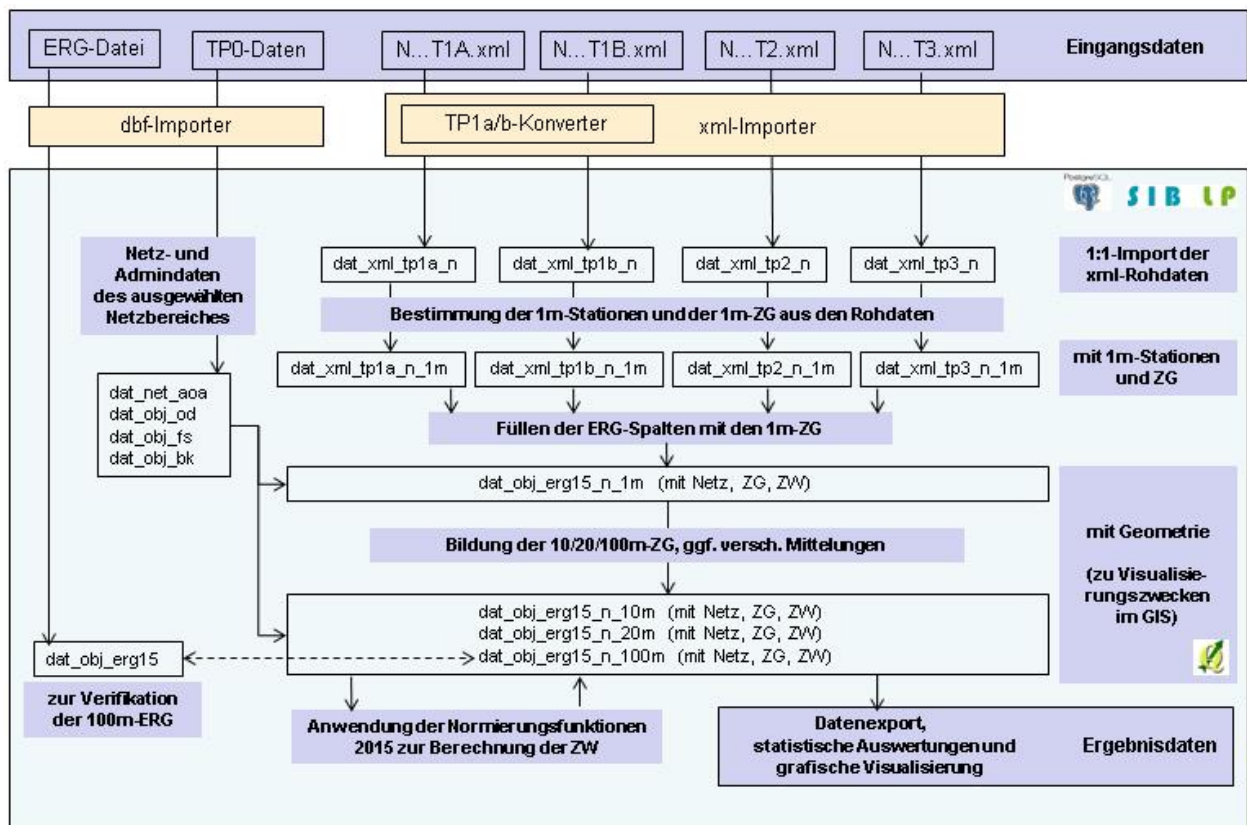 ERG-Datei
TP0-Daten
N...T1A.xml
N...T1B.xml
N...T2.xml
N...T3.xml
Eingangsdaten
dbf-Importer
TP1a/b-Konverter
xml-Importer
PostgreSQL
SIB LP
Netz- und
Admindaten
des ausgewählten
Netzbereiches
dat_xml_tp1a_n
dat_xml_tp1b_n
dat_xml_tp2_n
dat_xml_tp3_n
1:1-Import der
xml-Rohdaten
Bestimmung der 1m-Stationen und der 1m-ZG aus den Rohdaten
dat_xml_tp1a_n_1m
dat_xml_tp1b_n_1m
dat_xml_tp2_n_1m
dat_xml_tp3_n_1m
mit 1m-Stationen
und ZG
dat_net_aoa
dat_obj_od
dat_obj_fs
dat_obj_bk
Füllen der ERG-Spalten mit den 1m-ZG
dat_obj_erg15_n_1m (mit Netz, ZG, ZW)
Bildung der 10/20/100m-ZG, ggf. versch. Mittelungen
mit Geometrie
(zu Visualisie-
rungszwecken
im GIS)
dat_obj_erg15_n_10m (mit Netz, ZG, ZW)
dat_obj_erg15_n_20m (mit Netz, ZG, ZW)
dat_obj_erg15_n_100m (mit Netz, ZG, ZW)
dat_obj_erg15
zur Verifikation
der 100m-ERG
Anwendung der Normierungsfunktionen
2015 zur Berechnung der ZW
Datenexport,
statistische Auswertungen und
grafische Visualisierung
Ergebnisdaten